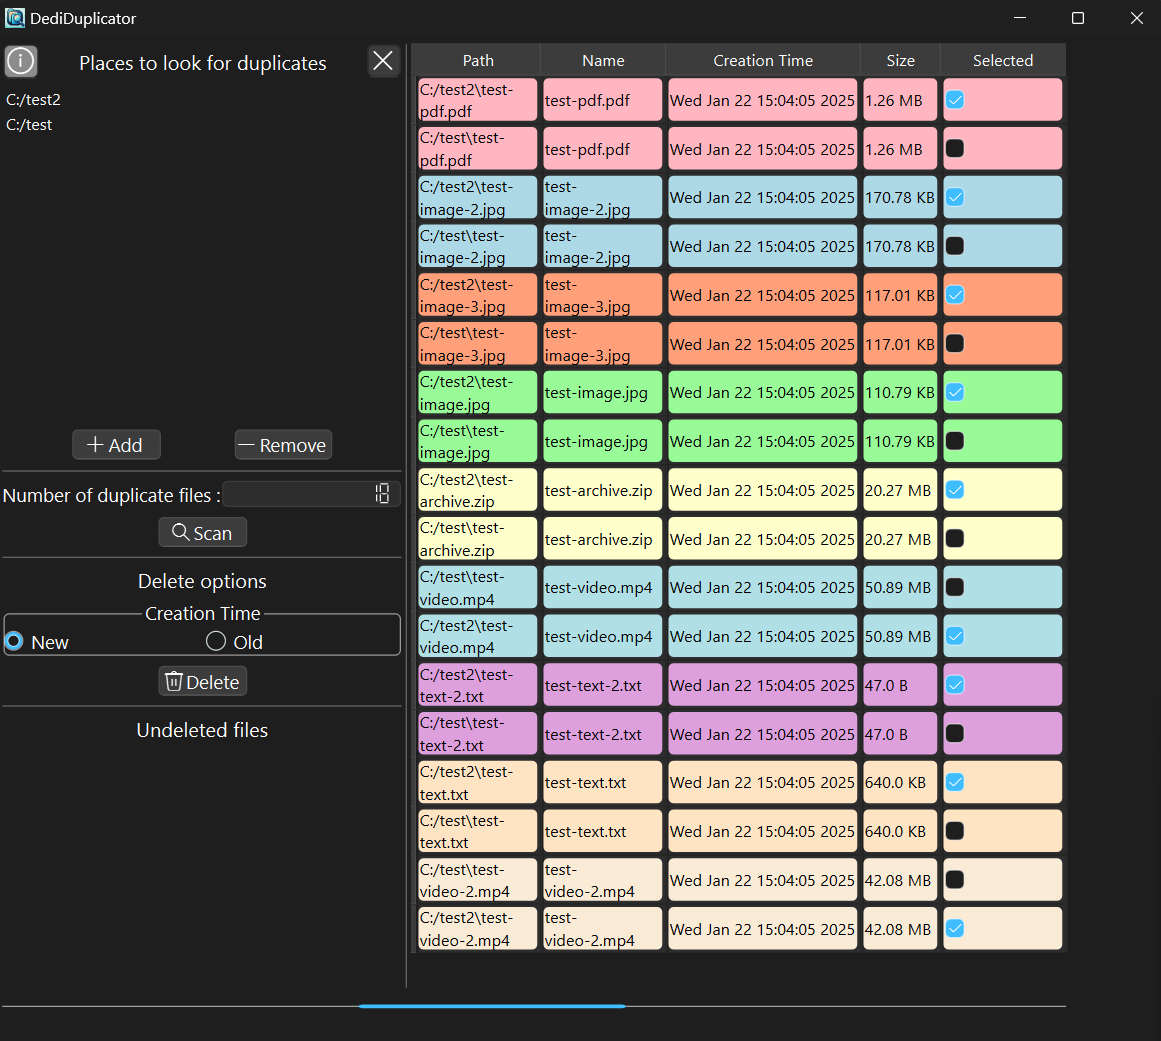 DediDuplicator
Places to look for duplicates
C:/test2
C:/test
Add
Remove
Number of duplicate files : 18
Scan
Delete options
Creation Time
New
Old
Delete
Undeleted files
Path Name Creation Time Size Selected
C:/test2\test-
pdf.pdf
test-pdf.pdf
Wed Jan 22 15:04:05 2025
1.26 MB
C:/test\test-
pdf.pdf
test-pdf.pdf
Wed Jan 22 15:04:05 2025
1.26 MB
C:/test2\test-
image-2.jpg
test-
image-2.jpg
Wed Jan 22 15:04:05 2025
170.78 KB
C:/test\test-
image-2.jpg
test-
image-2.jpg
Wed Jan 22 15:04:05 2025
170.78 KB
C:/test2\test-
image-3.jpg
test-
image-3.jpg
Wed Jan 22 15:04:05 2025
117.01 KB
C:/test\test-
image-3.jpg
test-
image-3.jpg
Wed Jan 22 15:04:05 2025
117.01 KB
C:/test2\test-
image.jpg
test-image.jpg
Wed Jan 22 15:04:05 2025
110.79 KB
C:/test\test-
image.jpg
test-image.jpg
Wed Jan 22 15:04:05 2025
110.79 KB
C:/test2\test-
archive.zip
test-archive.zip
Wed Jan 22 15:04:05 2025
20.27 MB
C:/test\test-
archive.zip
test-archive.zip
Wed Jan 22 15:04:05 2025
20.27 MB
C:/test\test-
video.mp4
test-video.mp4
Wed Jan 22 15:04:05 2025
50.89 MB
C:/test2\test-
video.mp4
test-video.mp4
Wed Jan 22 15:04:05 2025
50.89 MB
C:/test2\test-
text-2.txt
test-text-2.txt
Wed Jan 22 15:04:05 2025
47.0 B
C:/test\test-
text-2.txt
test-text-2.txt
Wed Jan 22 15:04:05 2025
47.0 B
C:/test2\test-
text.txt
test-text.txt
Wed Jan 22 15:04:05 2025
640.0 KB
C:/test\test-
text.txt
test-text.txt
Wed Jan 22 15:04:05 2025
640.0 KB
C:/test\test-
video-2.mp4
test-
video-2.mp4
Wed Jan 22 15:04:05 2025
42.08 MB
C:/test2\test-
video-2.mp4
test-
video-2.mp4
Wed Jan 22 15:04:05 2025
42.08 MB